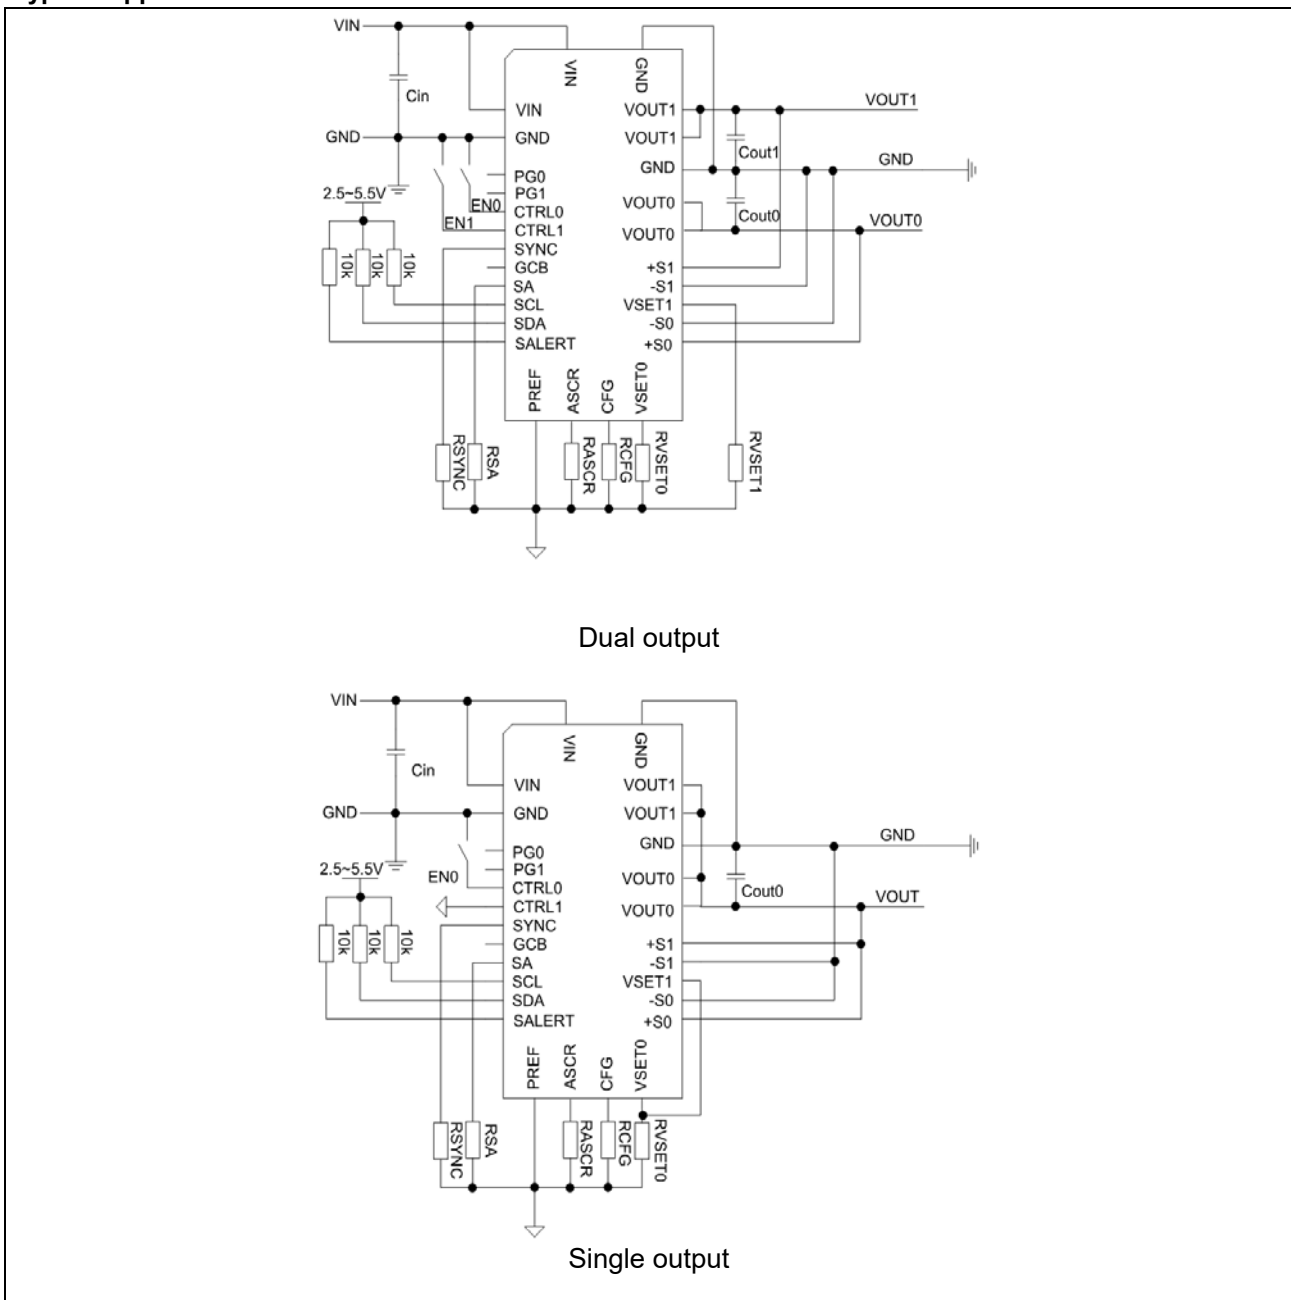 VIN
Cin
VIN
GND
VIN
VOUT1
VOUT1
GND
VOUT1
Cout1
GND
GND
PG0
PG1
CTRL0
CTRL1
EN0
EN1
2.5~5.5V
10k
10k
10k
SYNC
GCB
SA
SCL
SDA
SALERT
GND
VOUT0
VOUT0
Cout0
VOUT0
+S1
-S1
VSET1
-S0
+S0
PREF
ASCR
CFG
VSET0
RSYNC
RSA
RASCR
RCFG
RVSET0
RVSET1
Dual output
VIN
Cin
VIN
GND
VIN
VOUT1
VOUT1
GND
GND
GND
GND
PG0
PG1
CTRL0
CTRL1
EN0
2.5~5.5V
10k
10k
10k
SYNC
GCB
SA
SCL
SDA
SALERT
VOUT0
VOUT0
Cout0
VOUT
+S1
-S1
VSET1
-S0
+S0
PREF
ASCR
CFG
VSET0
RSYNC
RSA
RASCR
RCFG
RVSET0
Single output